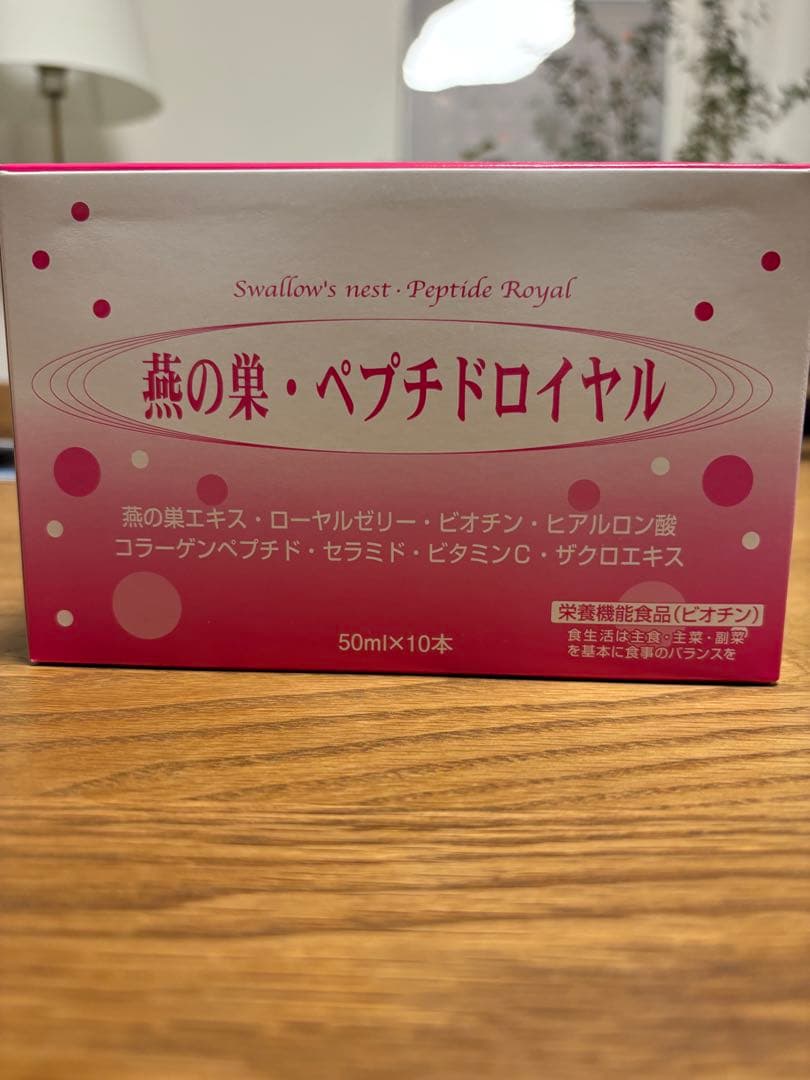 Swallow's nest・Peptide Royal
燕の巣・ペプチドロイヤル
燕の巣エキス・ローヤルゼリー・ビオチン・ヒアルロン酸
コラーゲンペプチド・セラミド・ビタミンC・ザクロエキス
栄養機能食品(ビオチン)
食生活は主食・主菜・副菜
を基本に食事のバランスを
50ml×10本